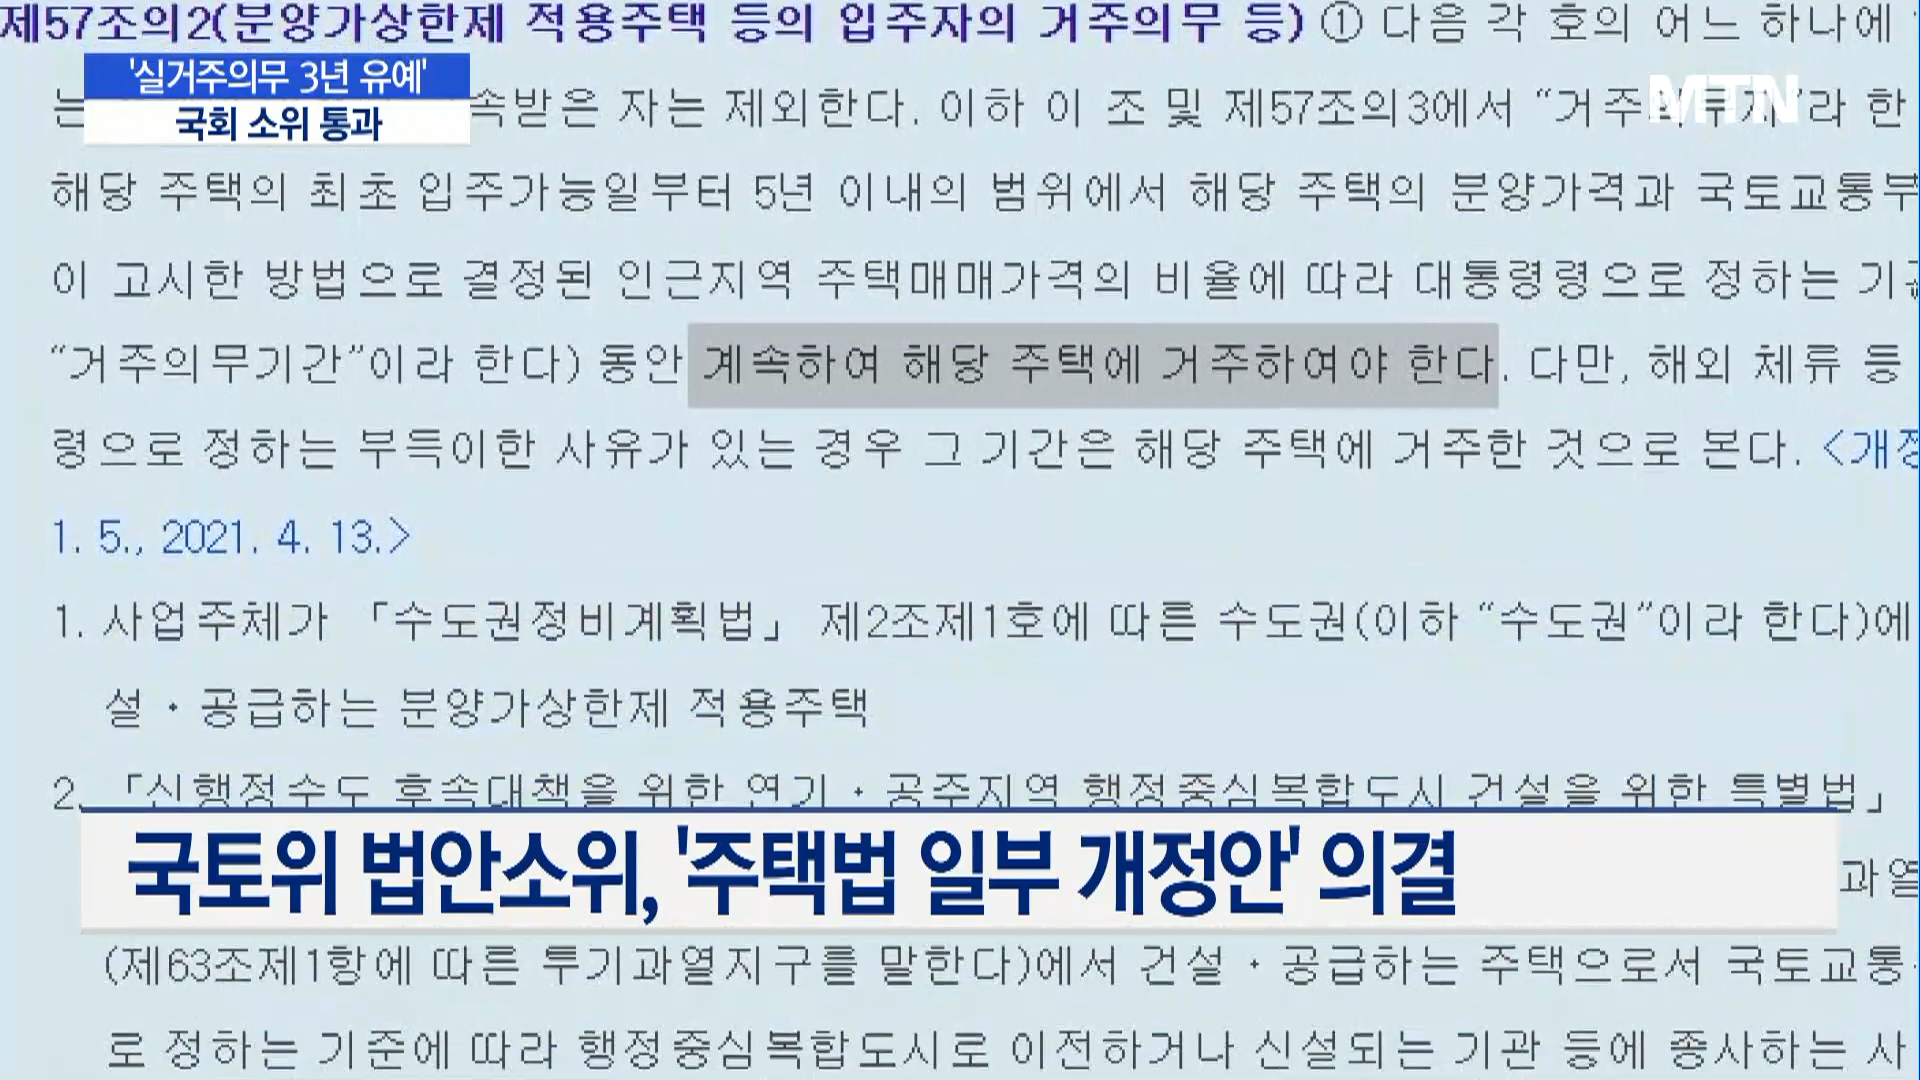 제57조의2(분양가상한제 적용주택 등의 입주자의 거주의무 등) ① 다음 각 호의 어느 하나에
'실거주의무 3년 유예'
국회 소위 통과
MTN
는 속받은 자는 제외한다. 이하 이 조 및 제57조의3에서 “거주의무자”라 한
해당 주택의 최초 입주가능일부터 5년 이내의 범위에서 해당 주택의 분양가격과 국토교통부
이 고시한 방법으로 결정된 인근지역 주택매매가격의 비율에 따라 대통령령으로 정하는 기
“거주의무기간”이라 한다) 동안 계속하여 해당 주택에 거주하여야 한다. 다만, 해외 체류 등
령으로 정하는 부득이한 사유가 있는 경우 그 기간은 해당 주택에 거주한 것으로 본다. <개정
1. 5., 2021. 4. 13.>
1. 사업주체가 「수도권정비계획법」 제2조제1호에 따른 수도권(이하 “수도권”이라 한다)에
설ㆍ공급하는 분양가상한제 적용주택
2. 「신행정수도 후속대책을 위한 연기ㆍ공주지역 행정중심복합도시 건설을 위한 특별법」
국토위 법안소위, '주택법 일부 개정안' 의결
과열
(제63조제1항에 따른 투기과열지구를 말한다)에서 건설ㆍ공급하는 주택으로서 국토교통
로 정하는 기준에 따라 행정중심복합도시로 이전하거나 신설되는 기관 등에 종사하는 사